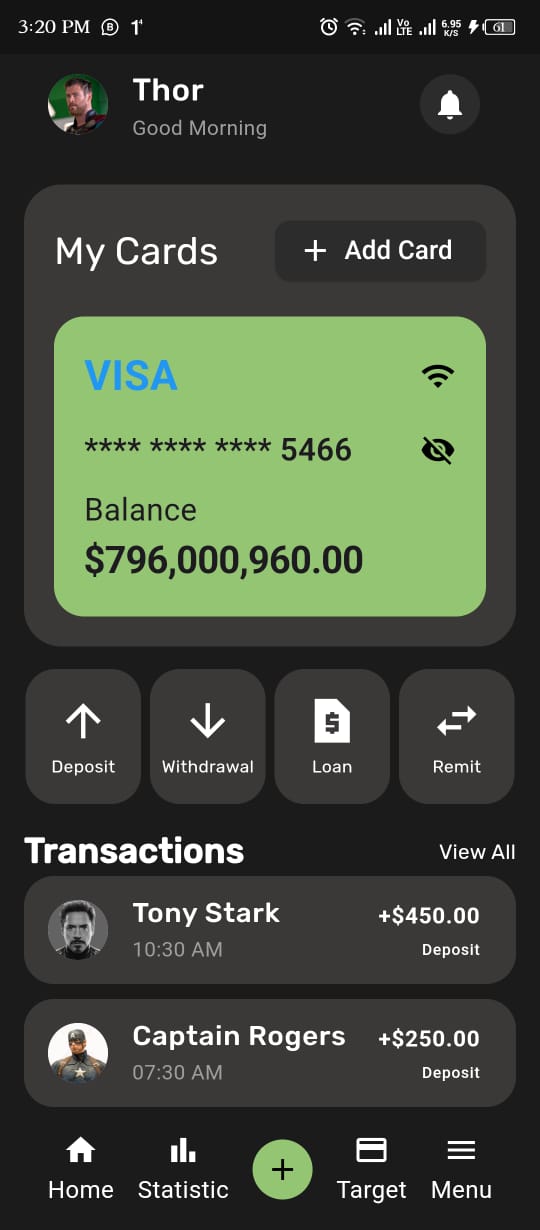 3:20 PM
Vo LTE
6.95 K/S
61
Thor
Good Morning
My Cards
+ Add Card
VISA
**** **** **** 5466
Balance
$796,000,960.00
Deposit
Withdrawal
Loan
Remit
Transactions
View All
Tony Stark
+$450.00
10:30 AM
Deposit
Captain Rogers
+$250.00
07:30 AM
Deposit
Home
Statistic
Target
Menu